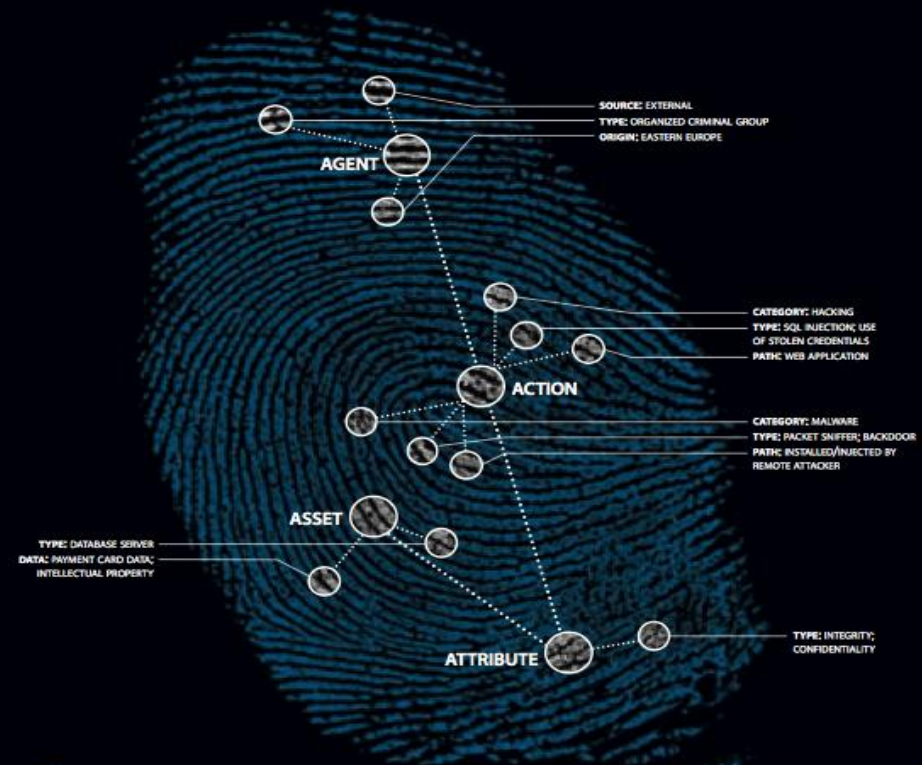 SOURCE: EXTERNAL
TYPE: ORGANIZED CRIMINAL GROUP
ORIGIN: EASTERN EUROPE
AGENT
CATEGORY: HACKING
TYPE: SQL INJECTION; USE
OF STOLEN CREDENTIALS
PATH: WEB APPLICATION
ACTION
CATEGORY: MALWARE
TYPE: PACKET SNIFFER; BACKDOOR
PATH: INSTALLED/INJECTED BY
REMOTE ATTACKER
ASSET
TYPE: DATABASE SERVER
DATA: PAYMENT CARD DATA;
INTELLECTUAL PROPERTY
TYPE: INTEGRITY;
CONFIDENTIALITY
ATTRIBUTE